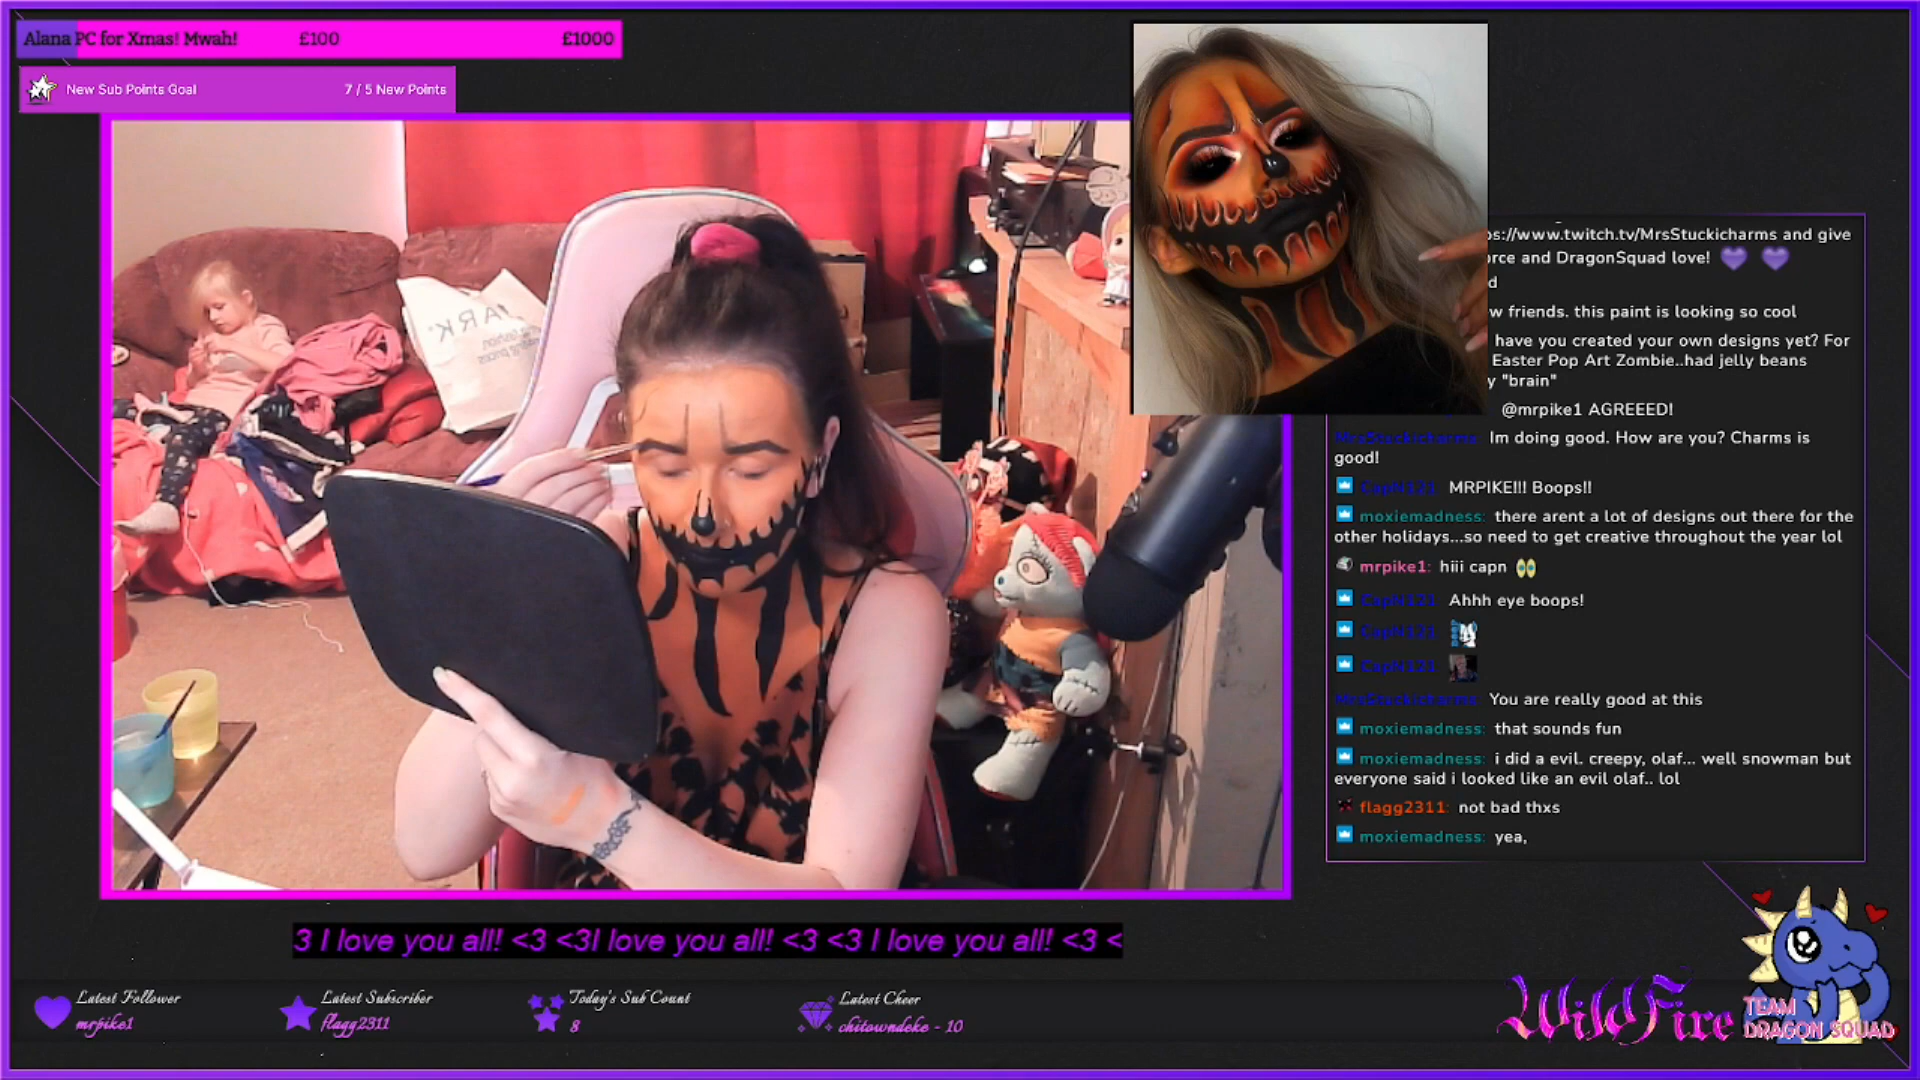 Alana PC for Xmas! Mwah! £100 £1000
New Sub Points Goal 7 / 5 New Points
s://www.twitch.tv/MrsStuckicharms and give
rce and DragonSquad love!
d
w friends. this paint is looking so cool
have you created your own designs yet? For
Easter Pop Art Zombie..had jelly beans
y "brain"
@mrpike1 AGREEED!
MrsStuckicharms: Im doing good. How are you? Charms is
good!
CapN121: MRPIKE!!! Boops!!
moxiemadness: there arent a lot of designs out there for the
other holidays...so need to get creative throughout the year lol
mrpike1: hiii capn
CapN121: Ahhh eye boops!
CapN121:
CapN121:
MrsStuckicharms: You are really good at this
moxiemadness: that sounds fun
moxiemadness: i did a evil. creepy, olaf... well snowman but
everyone said i looked like an evil olaf.. lol
flagg2311: not bad thxs
moxiemadness: yea,
3 I love you all! <3 <3I love you all! <3 <3 I love you all! <3 <
Latest Follower
mrpike1
Latest Subscriber
flagg2311
Today's Sub Count
8
Latest Cheer
chitowndeke - 10
WildFire
TEAM
DRAGON SQUAD